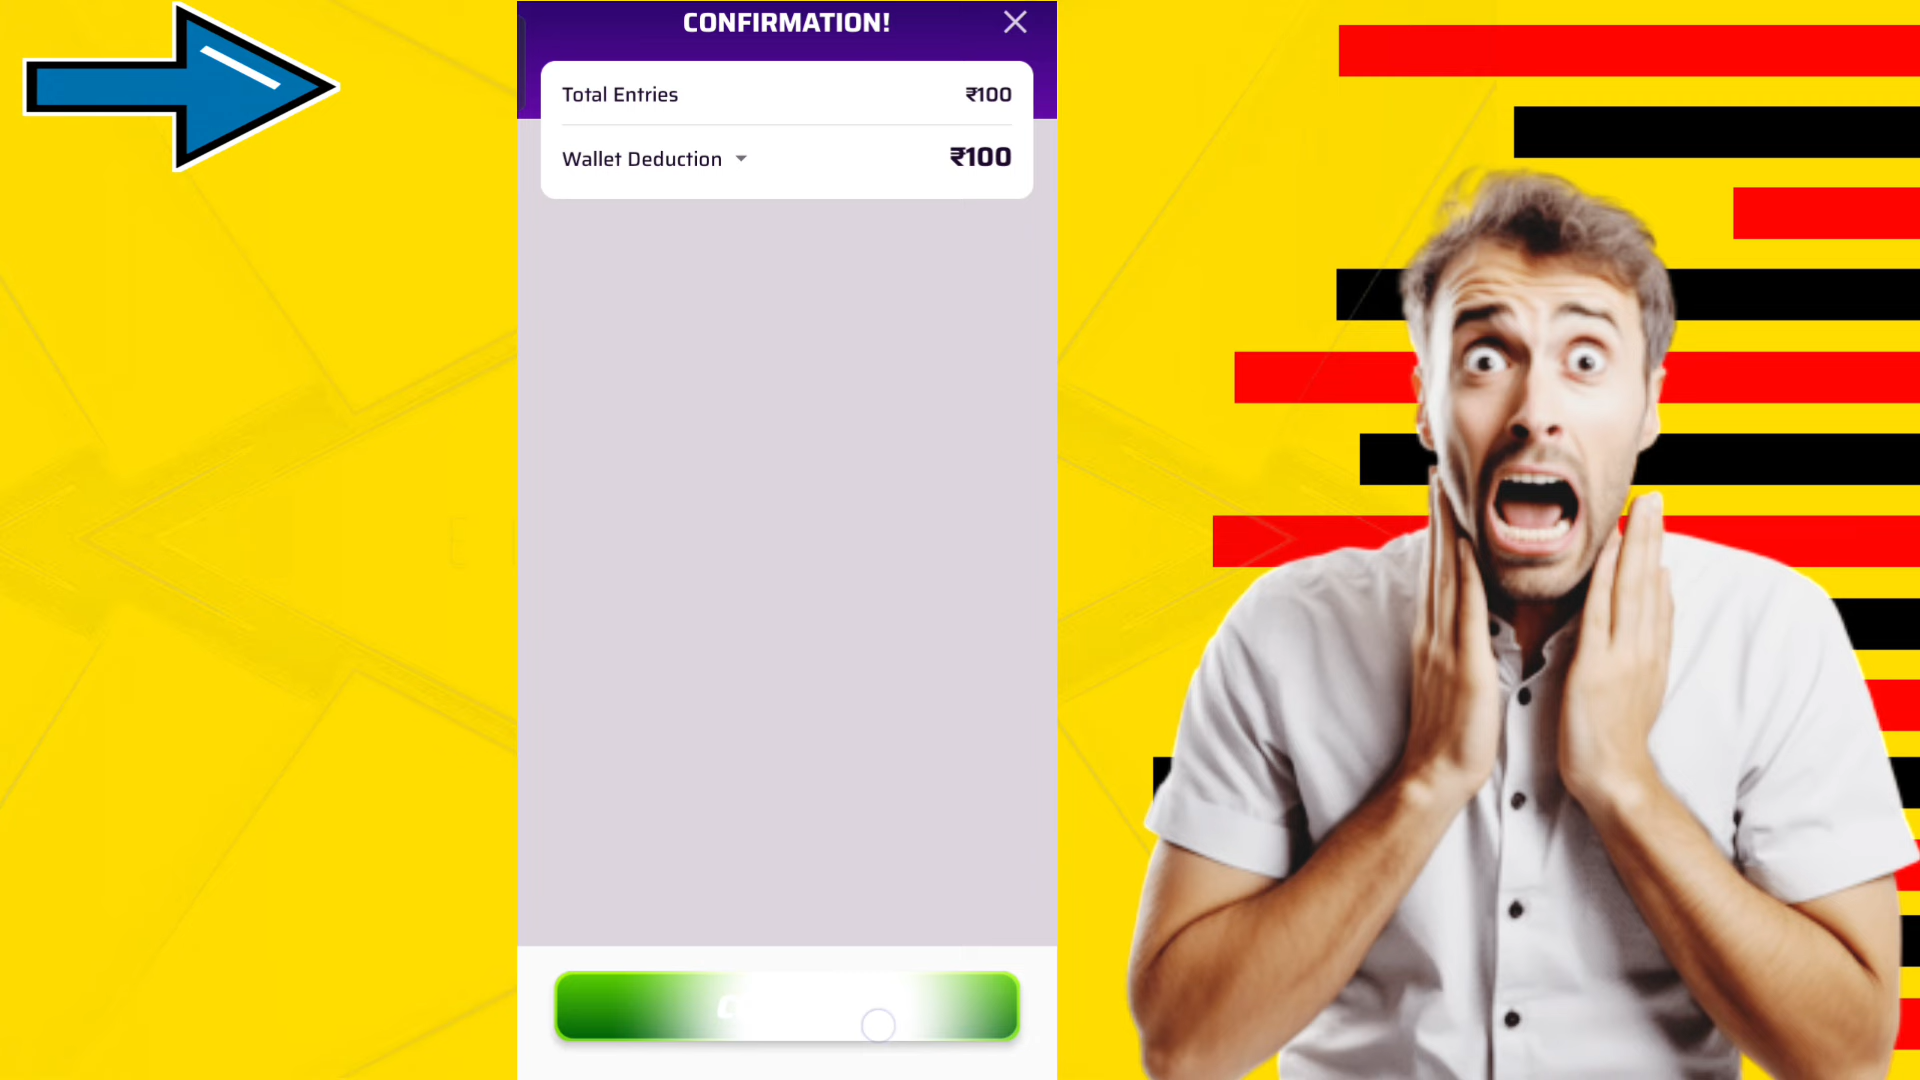 CONFIRMATION!
Total Entries ₹100
Wallet Deduction ₹100